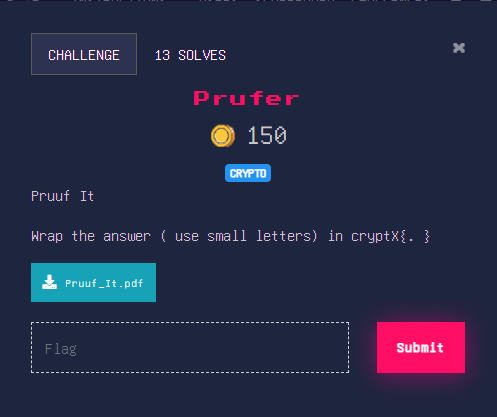 CHALLENGE 13 SOLVES ×
Prufer
150
CRYPTO
Pruuf It
Wrap the answer ( use small letters) in cryptX{. }
Pruuf_It.pdf
Flag Submit